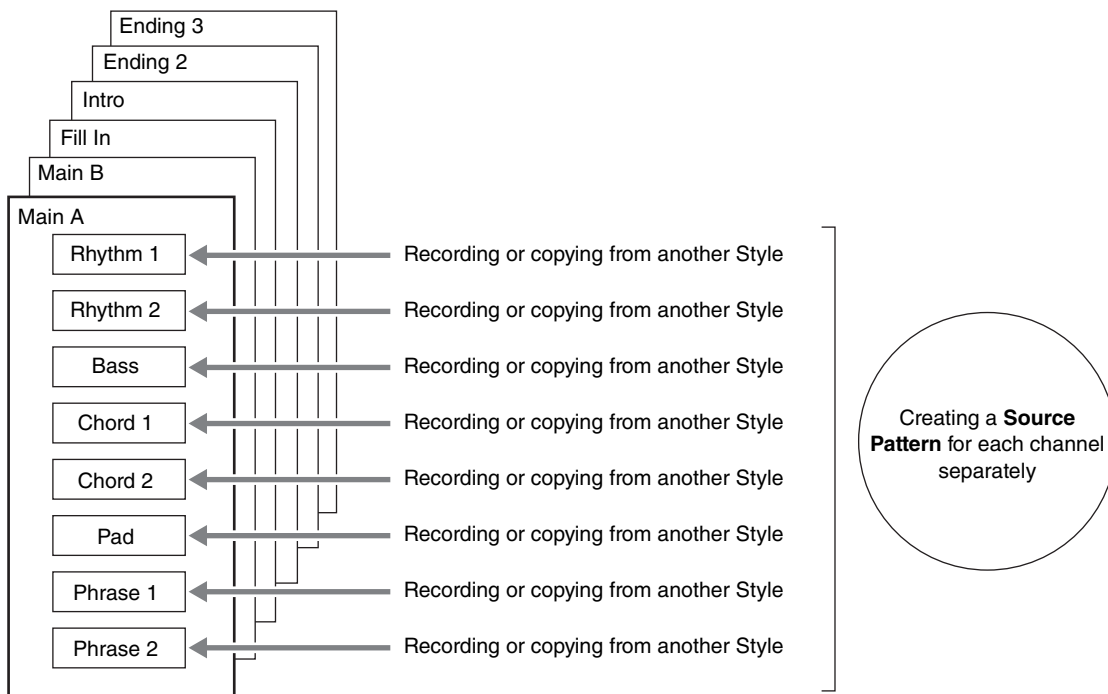 Ending 3
Ending 2
Intro
Fill In
Main B
Main A
Rhythm 1
Recording or copying from another Style
Rhythm 2
Recording or copying from another Style
Bass
Recording or copying from another Style
Chord 1
Recording or copying from another Style
Chord 2
Recording or copying from another Style
Pad
Recording or copying from another Style
Phrase 1
Recording or copying from another Style
Phrase 2
Recording or copying from another Style
Creating a Source
Pattern for each channel
separately